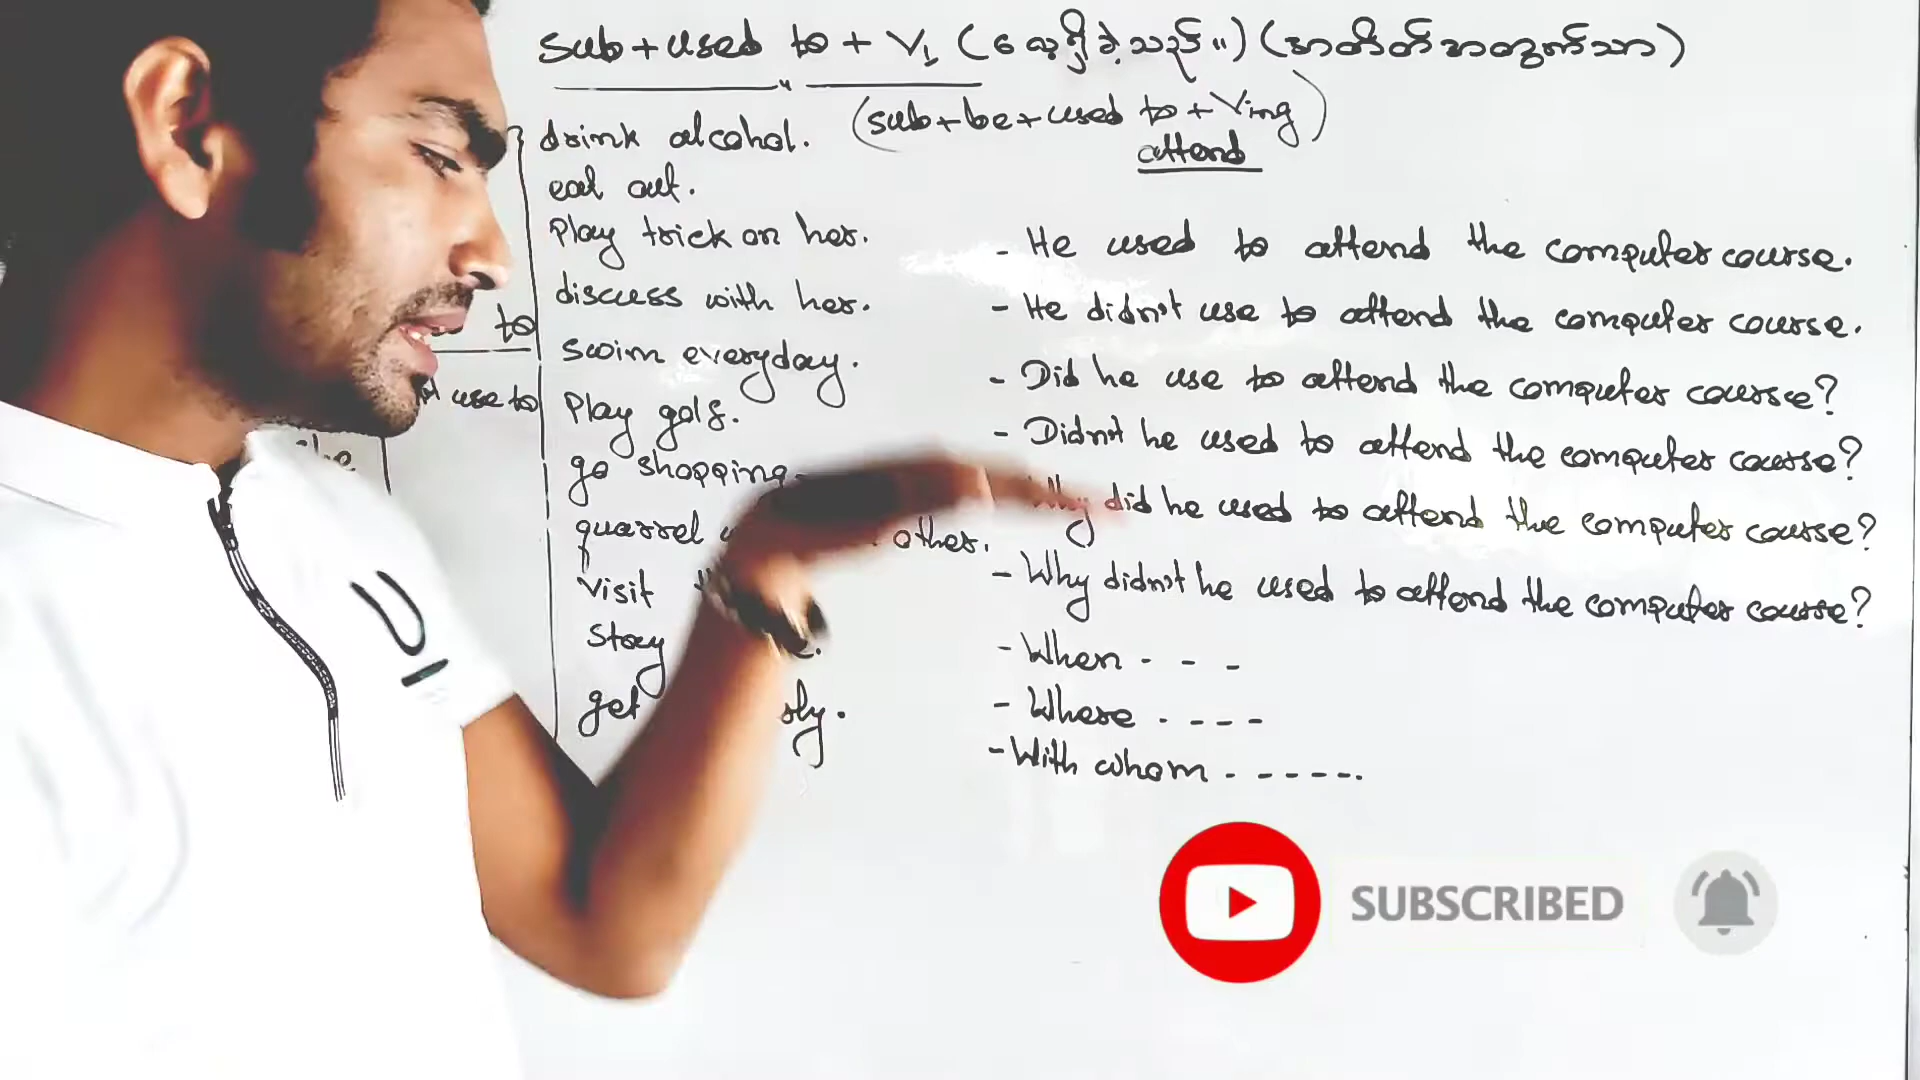 sub + used to + V₁ (လေ့ရှိခဲ့သည်။) (အတိတ်အတွက်သာ)
(sub + be + used to + Ving)
attend
drink alcohol.
eat out.
Play trick on her.
discuss with her.
to
swim everyday.
use to
Play golf.
go shopping
quarrel other.
visit
stay
get
- He used to attend the computer course.
- He didn't use to attend the computer course.
- Did he use to attend the computer course?
- Didn't he used to attend the computer course?
Why did he used to attend the computer course?
- Why didn't he used to attend the computer course?
- When - - -
- Where - - - -
- With whom - - - - - -.
SUBSCRIBED